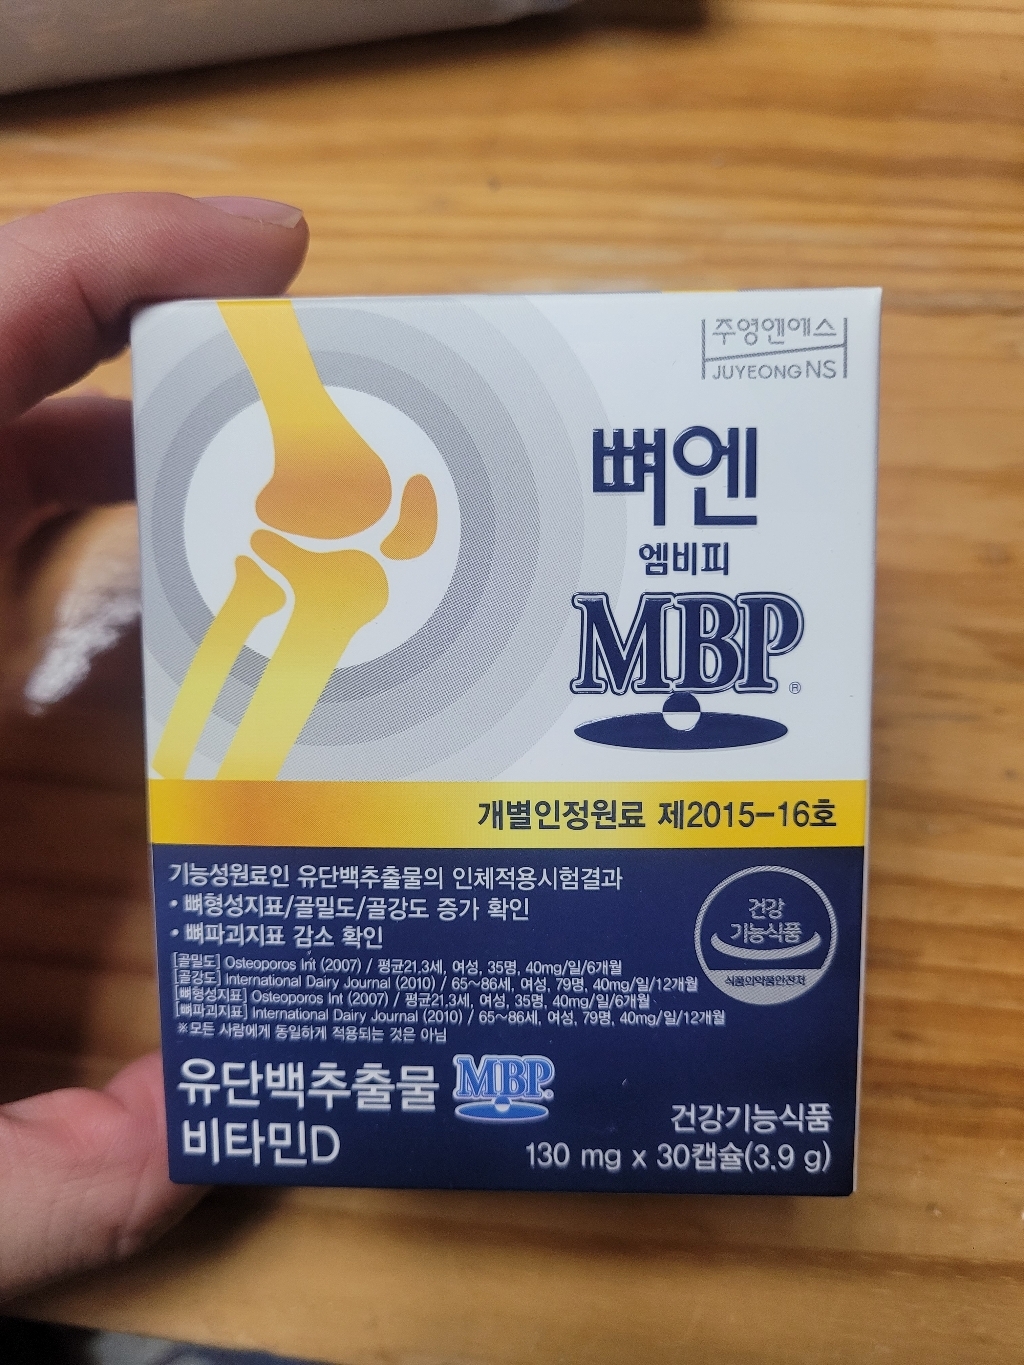 주영엔에스
JUYEONG NS
뼈엔
엠비피
MBP®
개별인정원료 제2015-16호
기능성원료인 유단백추출물의 인체적용시험결과
• 뼈형성지표/골밀도/골강도 증가 확인
• 뼈파괴지표 감소 확인
[골밀도] Osteoporos Int (2007) / 평균21.3세, 여성, 35명, 40mg/일/6개월
[골강도] International Dairy Journal (2010) / 65~86세, 여성, 79명, 40mg/일/12개월
[뼈형성지표] Osteoporos Int (2007) / 평균21.3세, 여성, 35명, 40mg/일/6개월
[뼈파괴지표] International Dairy Journal (2010) / 65~86세, 여성, 79명, 40mg/일/12개월
※ 모든 사람에게 동일하게 적용되는 것은 아님
건강
기능식품
식품의약품안전처
유단백추출물 MBP®
비타민D
건강기능식품
130 mg x 30캡슐(3.9 g)